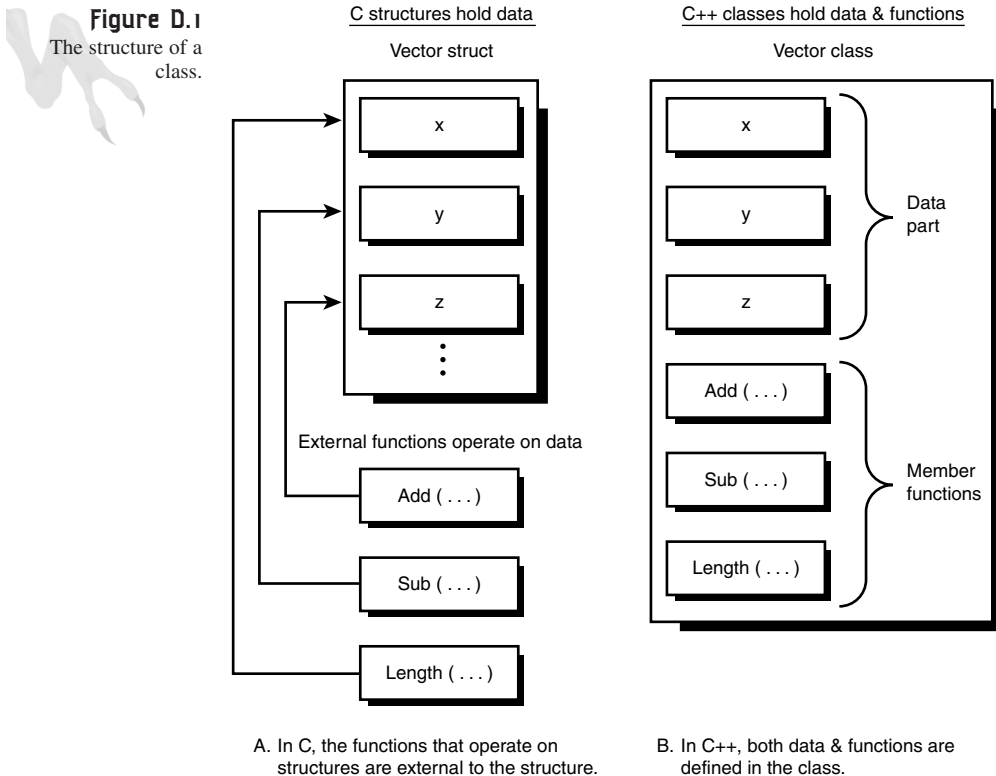 Figure D.1
The structure of a
class.
C structures hold data
Vector struct
x
y
z
External functions operate on data
Add ( . . . )
Sub ( . . . )
Length ( . . . )
A. In C, the functions that operate on
structures are external to the structure.
C++ classes hold data & functions
Vector class
x
y
z
Data
part
Add ( . . . )
Sub ( . . . )
Length ( . . . )
Member
functions
B. In C++, both data & functions are
defined in the class.